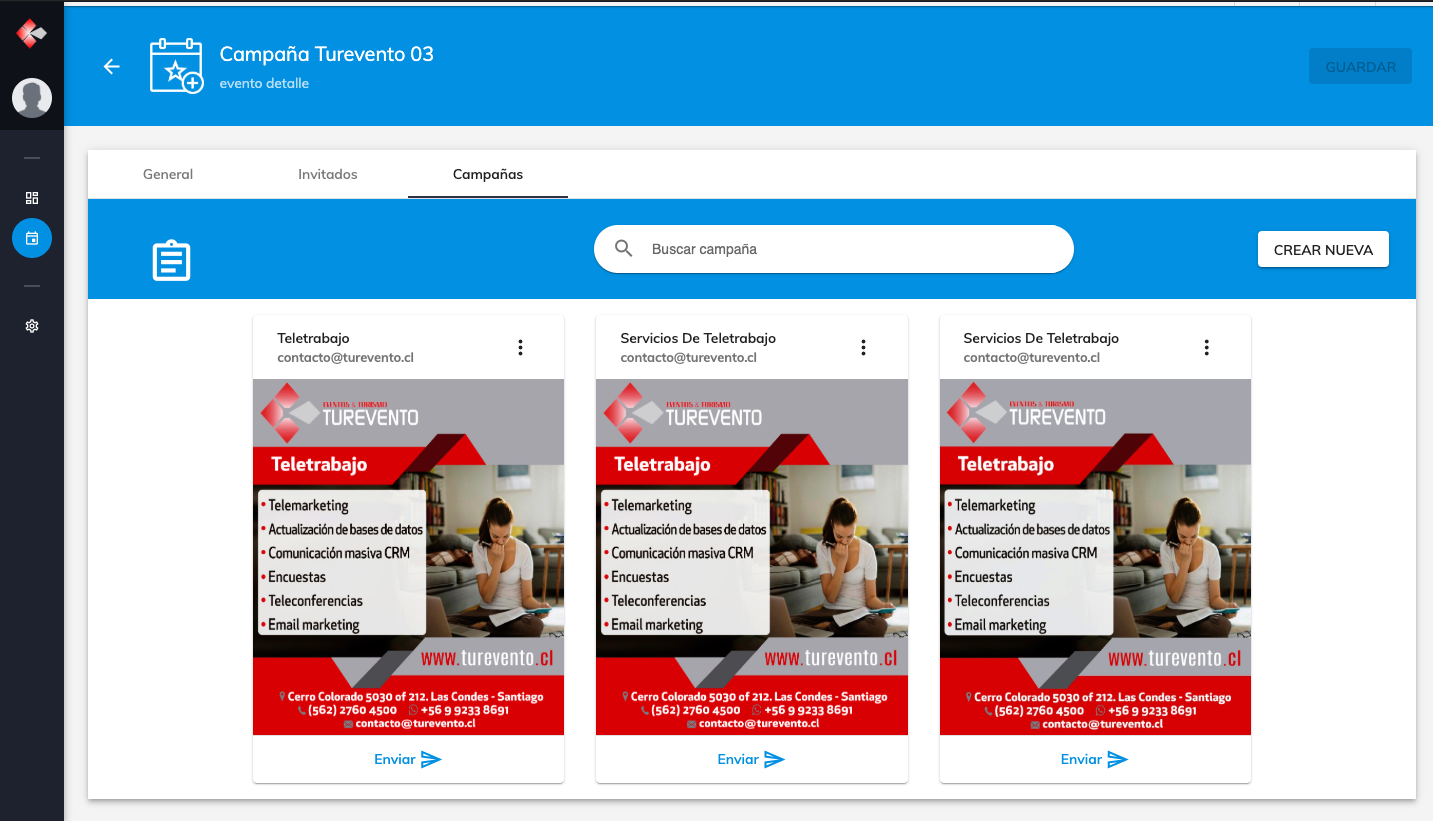 Campaña Turevento 03
evento detalle
GUARDAR
General
Invitados
Campañas
Buscar campaña
CREAR NUEVA
Teletrabajo
contacto@turevento.cl
EVENTOS & TURISMO
TUREVENTO
Teletrabajo
• Telemarketing
• Actualización de bases de datos
• Comunicación masiva CRM
• Encuestas
• Teleconferencias
• Email marketing
www.turevento.cl
Cerro Colorado 5030 of 212. Las Condes - Santiago
(562) 2760 4500 +56 9 9233 8691
contacto@turevento.cl
Enviar
Servicios De Teletrabajo
contacto@turevento.cl
EVENTOS & TURISMO
TUREVENTO
Teletrabajo
• Telemarketing
• Actualización de bases de datos
• Comunicación masiva CRM
• Encuestas
• Teleconferencias
• Email marketing
www.turevento.cl
Cerro Colorado 5030 of 212. Las Condes - Santiago
(562) 2760 4500 +56 9 9233 8691
contacto@turevento.cl
Enviar
Servicios De Teletrabajo
contacto@turevento.cl
EVENTOS & TURISMO
TUREVENTO
Teletrabajo
• Telemarketing
• Actualización de bases de datos
• Comunicación masiva CRM
• Encuestas
• Teleconferencias
• Email marketing
www.turevento.cl
Cerro Colorado 5030 of 212. Las Condes - Santiago
(562) 2760 4500 +56 9 9233 8691
contacto@turevento.cl
Enviar